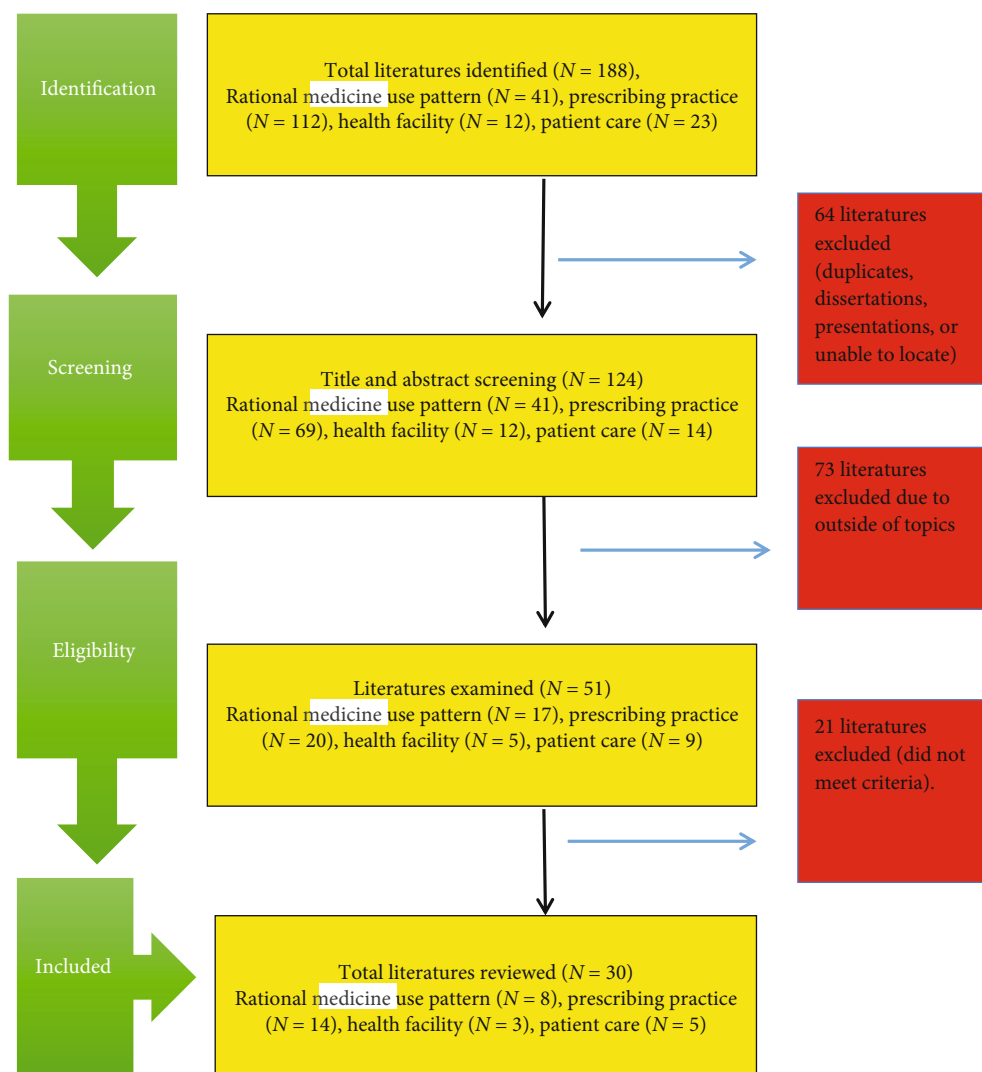 Identification
Total literatures identified (N = 188),
Rational medicine use pattern (N = 41), prescribing practice
(N = 112), health facility (N = 12), patient care (N = 23)
64 literatures
excluded
(duplicates,
dissertations,
presentations, or
unable to locate)
Screening
Title and abstract screening (N = 124)
Rational medicine use pattern (N = 41), prescribing practice
(N = 69), health facility (N = 12), patient care (N = 14)
73 literatures
excluded due to
outside of topics
Eligibility
Literatures examined (N = 51)
Rational medicine use pattern (N = 17), prescribing practice
(N = 20), health facility (N = 5), patient care (N = 9)
21 literatures
excluded (did not
meet criteria).
Included
Total literatures reviewed (N = 30)
Rational medicine use pattern (N = 8), prescribing practice
(N = 14), health facility (N = 3), patient care (N = 5)